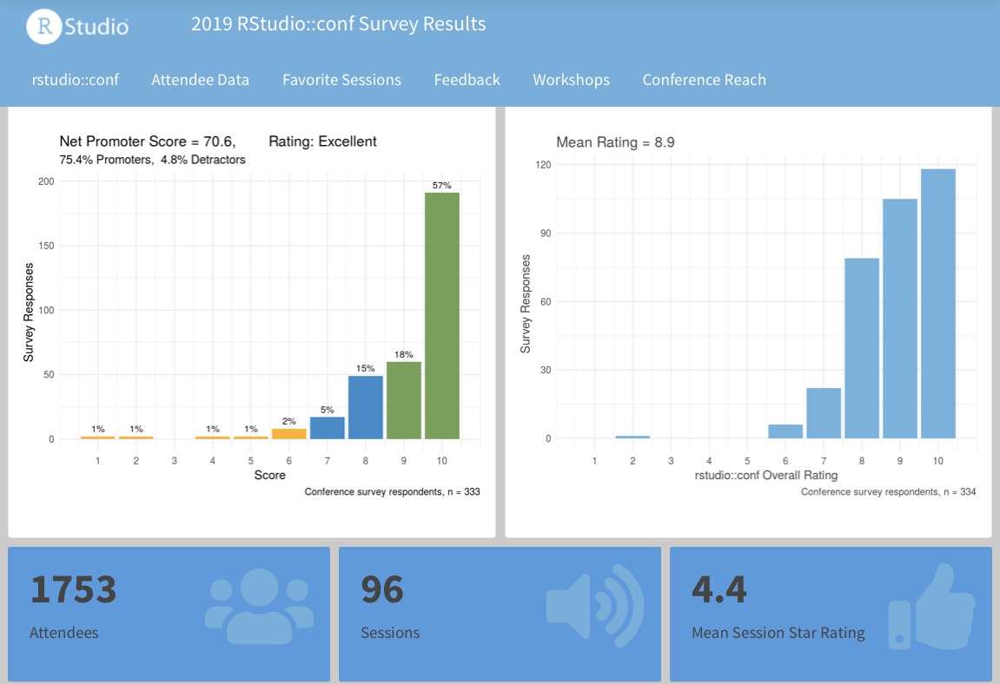 R Studio®
2019 RStudio::conf Survey Results
rstudio::conf Attendee Data Favorite Sessions Feedback Workshops Conference Reach
Net Promoter Score = 70.6, Rating: Excellent
75.4% Promoters, 4.8% Detractors
Survey Responses
200
150
100
50
0
1% 1% 1% 1% 2% 5% 15% 18% 57%
1 2 3 4 5 6 7 8 9 10
Score
Conference survey respondents, n = 333
Mean Rating = 8.9
Survey Responses
120
90
60
30
0
1 2 3 4 5 6 7 8 9 10
rstudio::conf Overall Rating
Conference survey respondents, n = 334
1753
Attendees
96
Sessions
4.4
Mean Session Star Rating